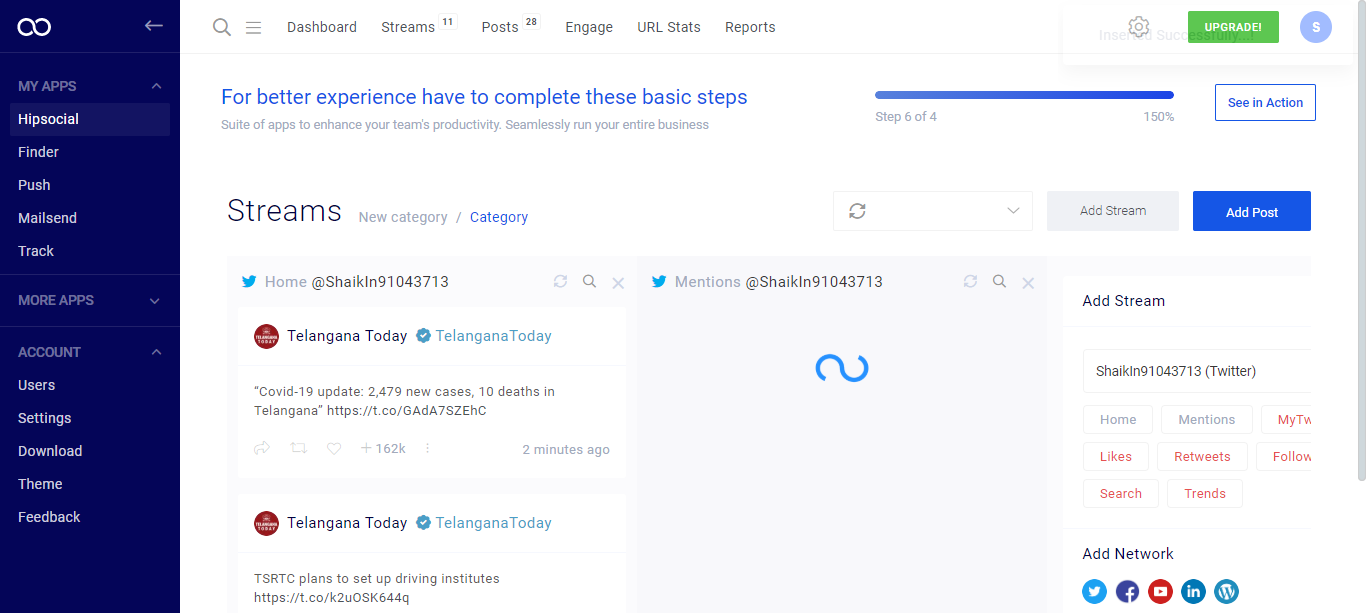 Dashboard Streams 11 Posts 28 Engage URL Stats Reports
Inserted Successfully...!
UPGRADE!
S
MY APPS
Hipsocial
Finder
Push
Mailsend
Track
MORE APPS
ACCOUNT
Users
Settings
Download
Theme
Feedback
For better experience have to complete these basic steps
Suite of apps to enhance your team's productivity. Seamlessly run your entire business
Step 6 of 4 150%
See in Action
Streams New category / Category
Add Stream
Add Post
Home @ShaikIn91043713
Telangana Today TelanganaToday
“Covid-19 update: 2,479 new cases, 10 deaths in
Telangana” https://t.co/GAdA7SZEhC
162k 2 minutes ago
Telangana Today TelanganaToday
TSRTC plans to set up driving institutes
https://t.co/k2uOSK644q
Mentions @ShaikIn91043713
Add Stream
ShaikIn91043713 (Twitter)
Home Mentions MyTw
Likes Retweets Follow
Search Trends
Add Network